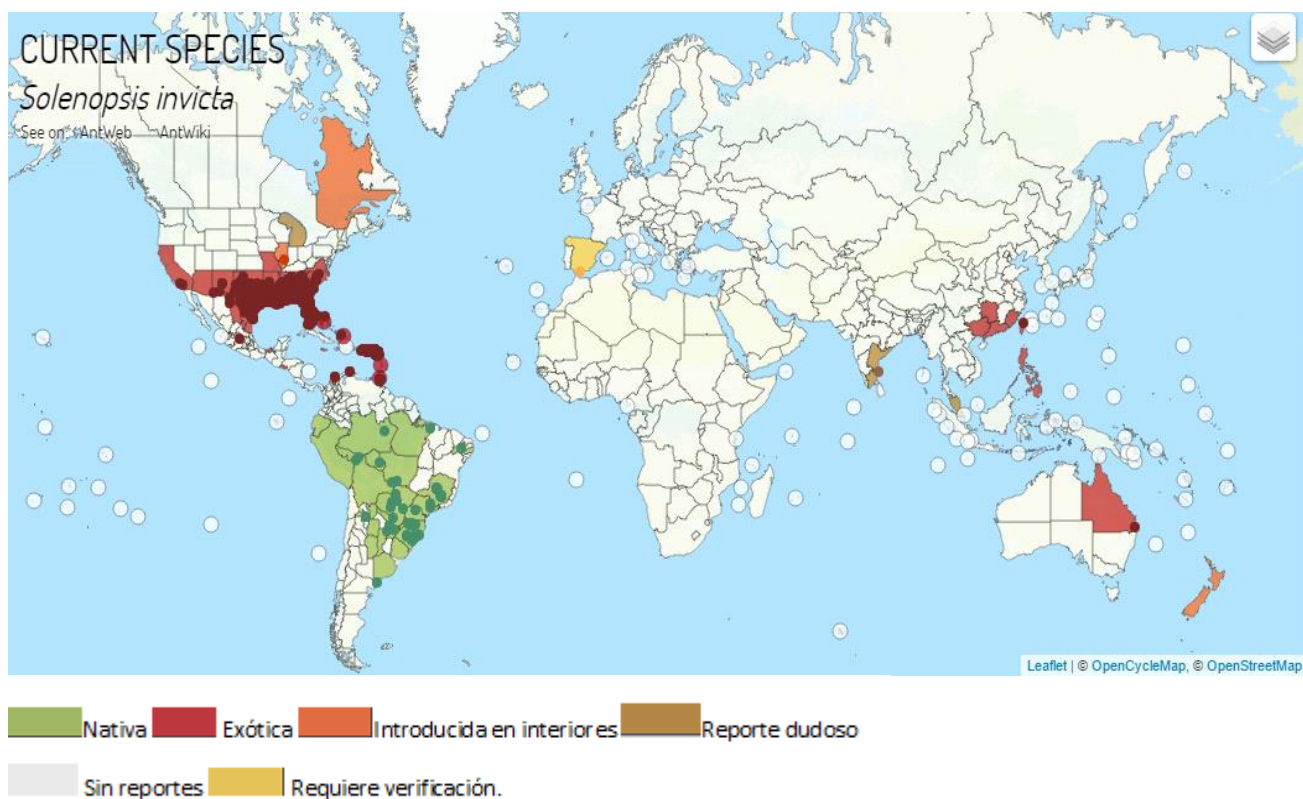 CURRENT SPECIES
Solenopsis invicta
See on: AntWeb AntWiki
Leaflet | © OpenCycleMap, © OpenStreetMap
Nativa Exótica Introducida en interiores Reporte dudoso
Sin reportes Requiere verificación.